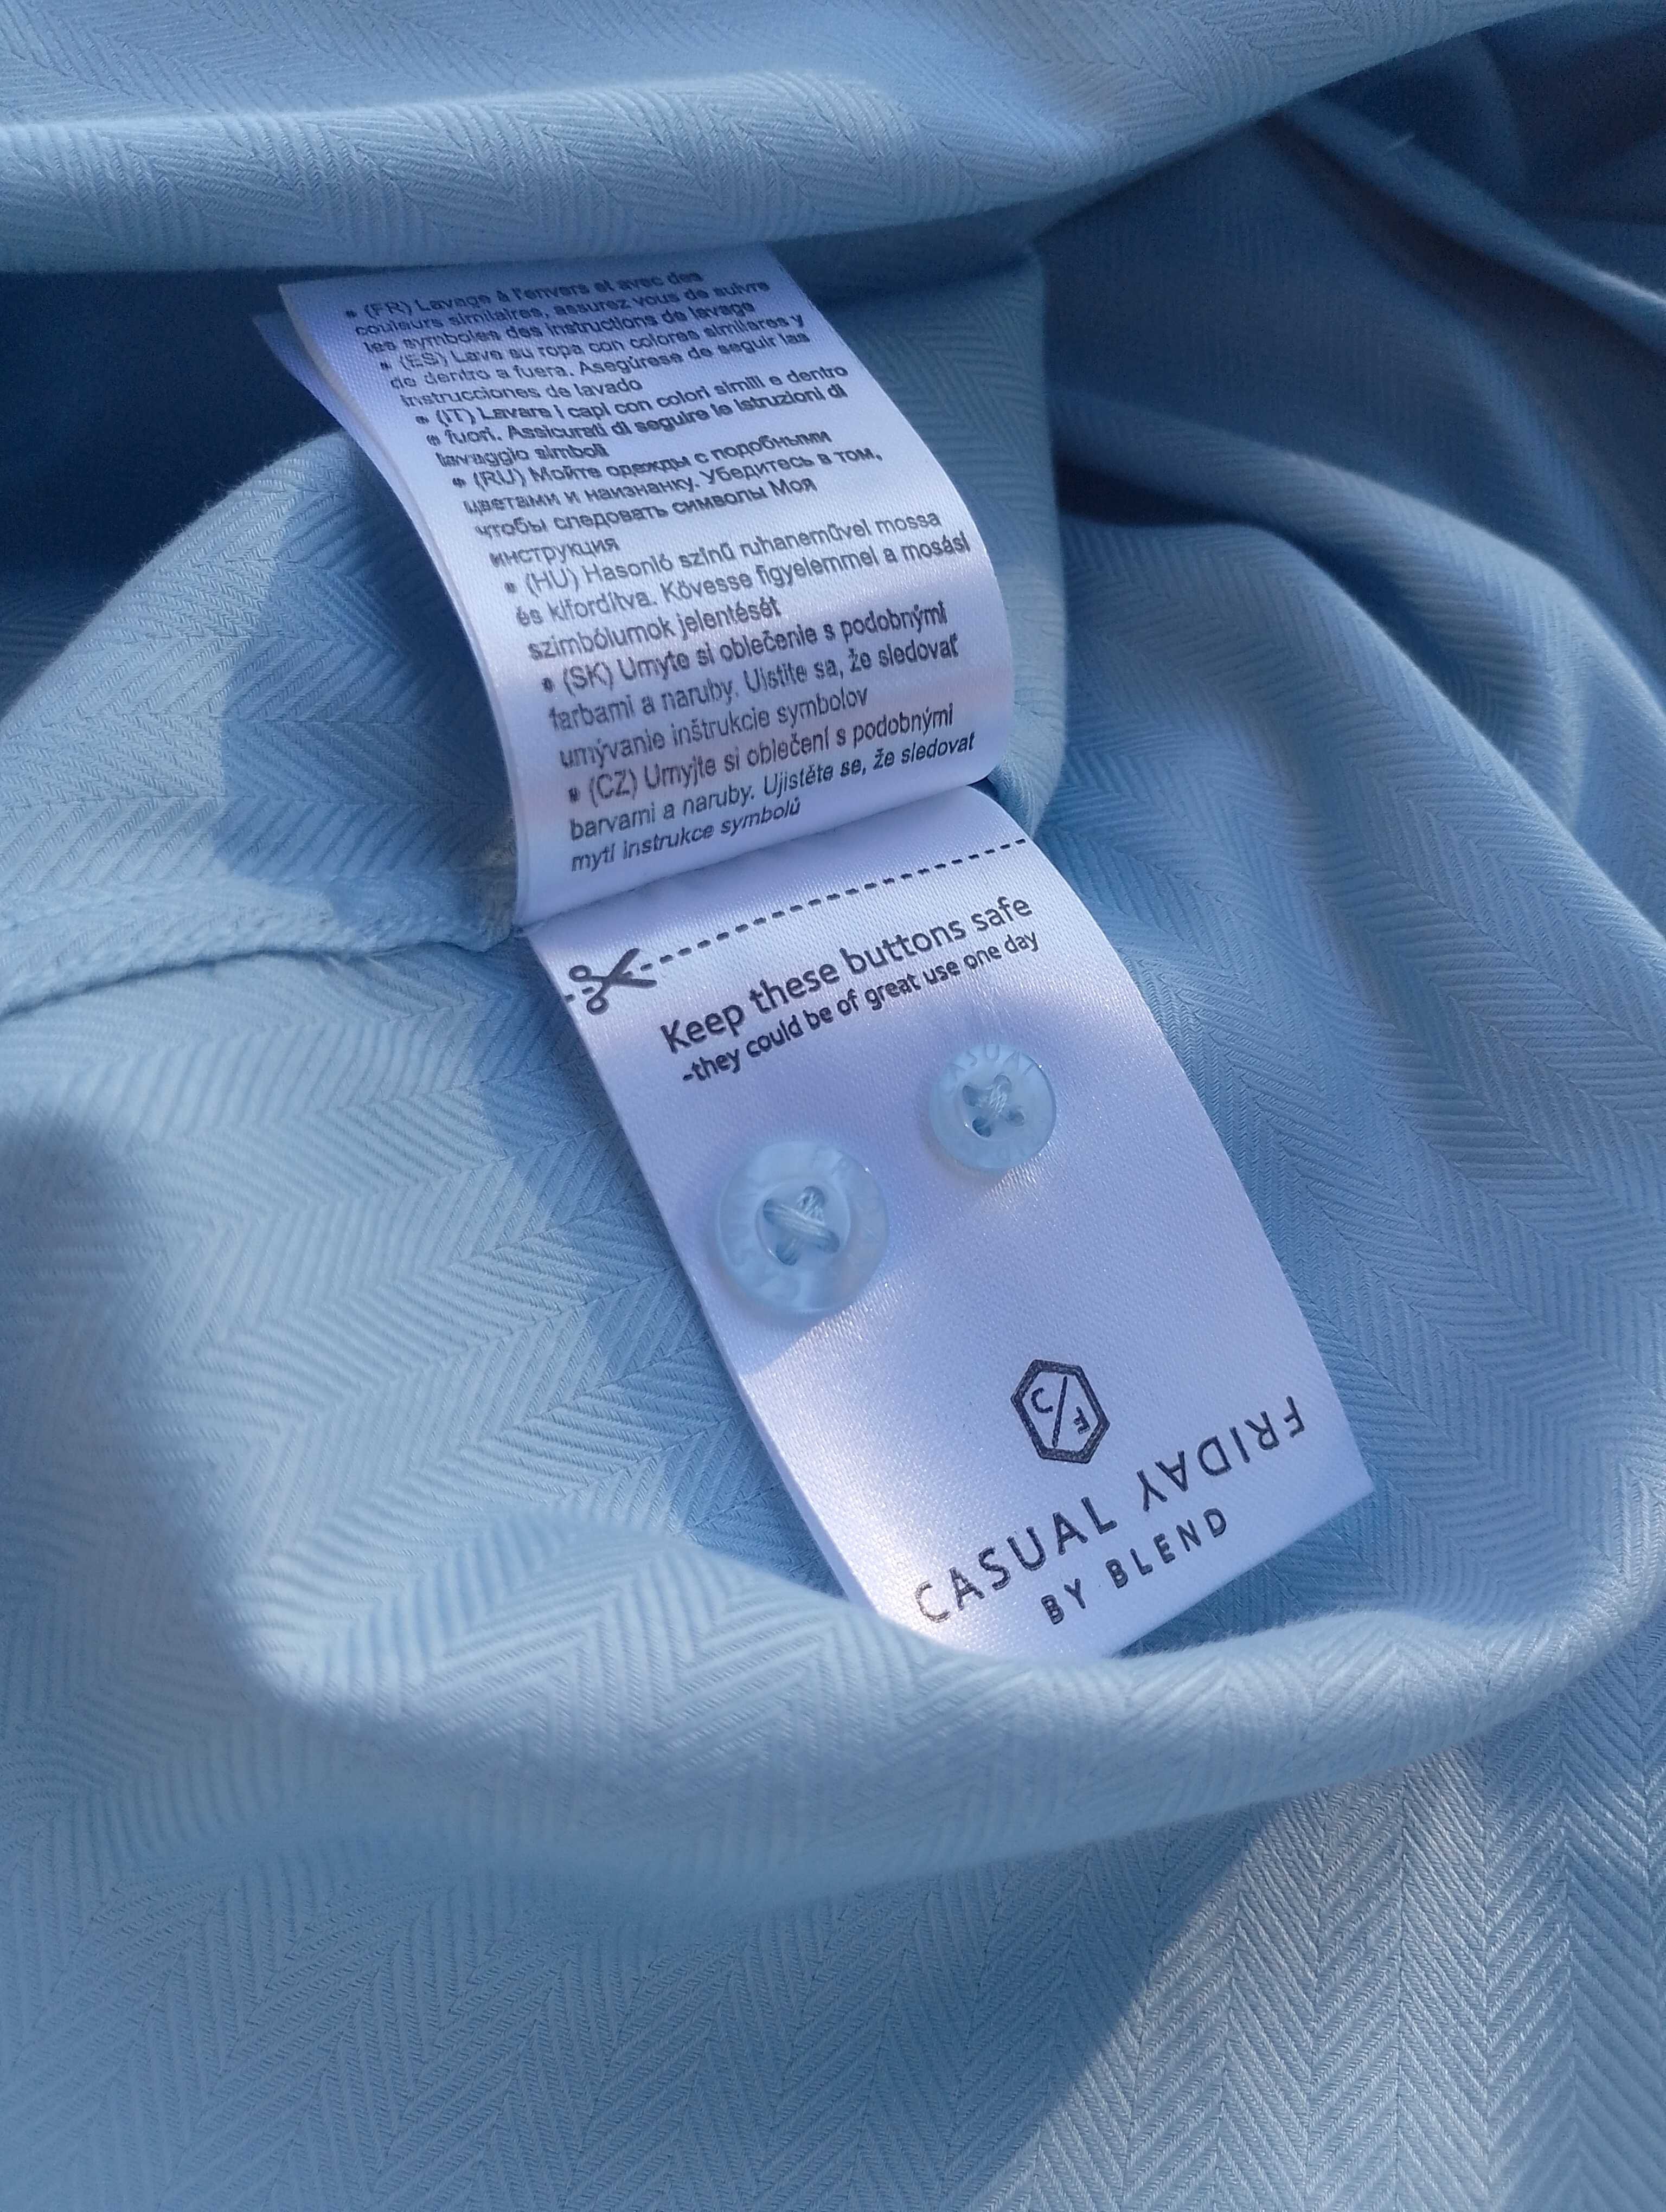 • (FR) Lavage à l'envers et avec des
couleurs similaires, assurez vous de suivre
les symboles des instructions de lavage
• (ES) Lave su ropa con colores similares y
de dentro a fuera. Asegúrese de seguir las
instrucciones de lavado
• (IT) Lavare i capi con colori simili e dentro
e fuori. Assicurati di seguire le istruzioni di
lavaggio simboli
• (RU) Мойте одежды с подобными
цветами и наизнанку. Убедитесь в том,
чтобы следовать символы Моя
инструкция
• (HU) Hasonló színű ruhaneművel mossa
és kifordítva. Kövesse figyelemmel a mosási
szimbólumok jelentését
• (SK) Umyte si oblečenie s podobnými
farbami a naruby. Uistite sa, že sledovať
umývanie inštrukcie symbolov
• (CZ) Umyjte si oblečení s podobnými
barvami a naruby. Ujistěte se, že sledovat
mytí instrukce symbolů
Keep these buttons safe
-they could be of great use one day
C/F
CASUAL FRIDAY
BY BLEND